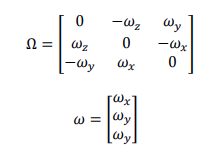 Ω = [ 0 −ω_z ω_y
ω_z 0 −ω_x
−ω_y ω_x 0 ]
ω = [ ω_x
ω_y
ω_y ]